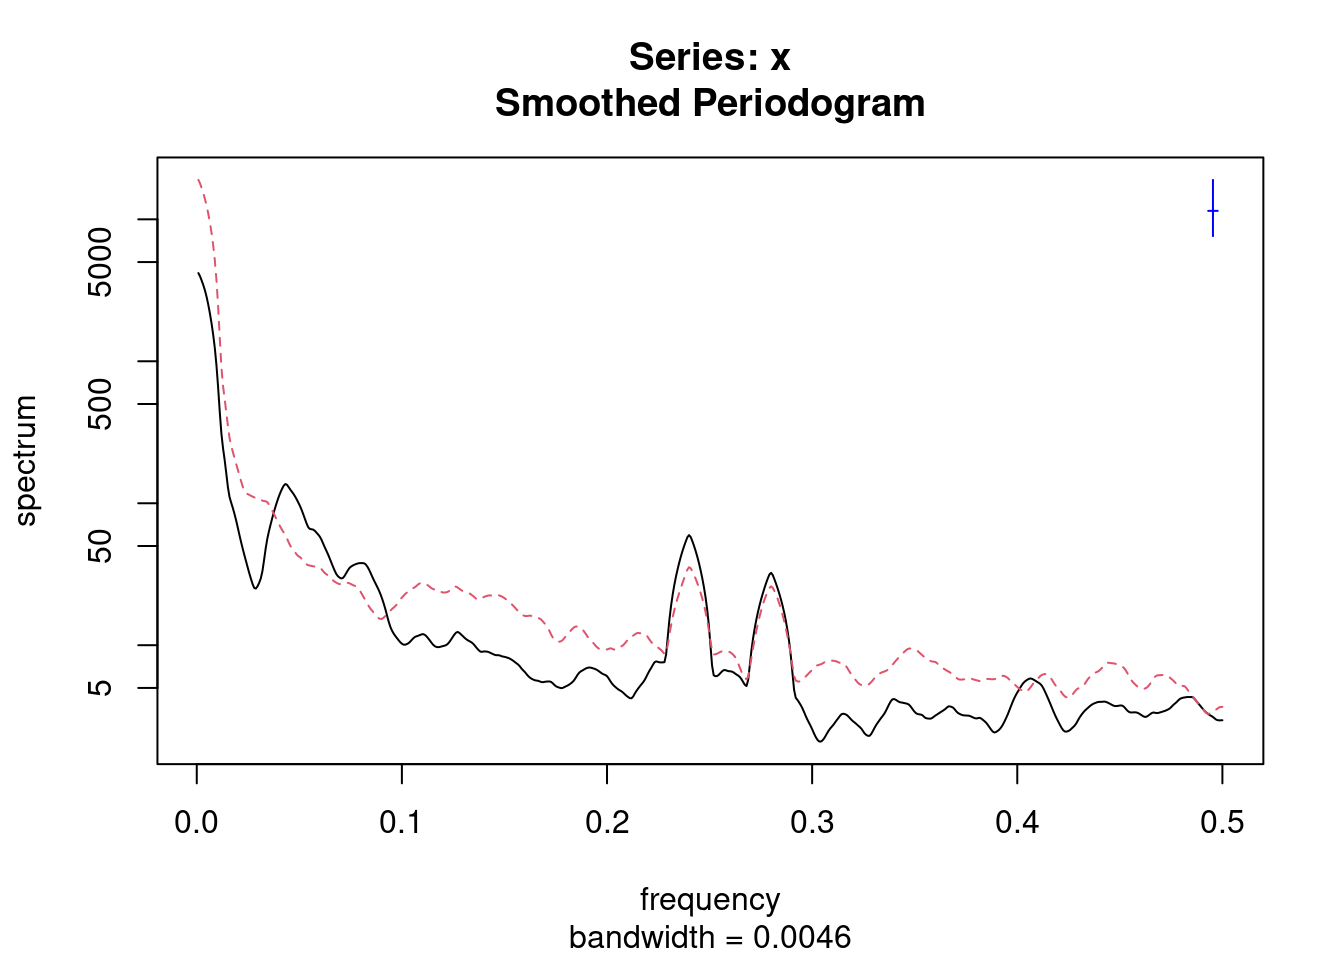 Series: x
Smoothed Periodogram
spectrum
5000
500
50
5
0.0 0.1 0.2 0.3 0.4 0.5
frequency
bandwidth = 0.0046